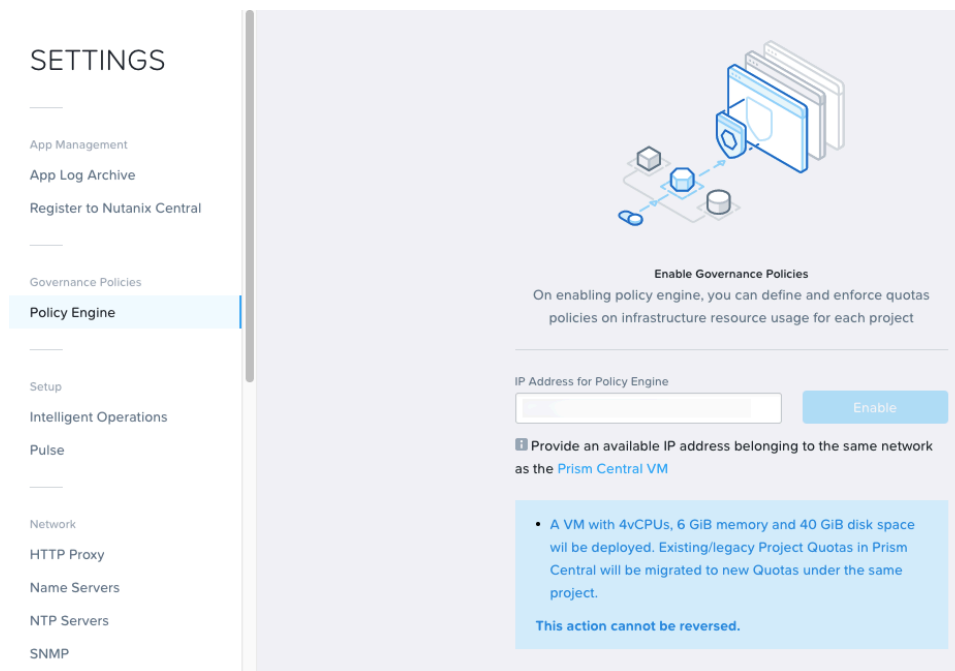 SETTINGS
App Management
App Log Archive
Register to Nutanix Central
Governance Policies
Policy Engine
Setup
Intelligent Operations
Pulse
Network
HTTP Proxy
Name Servers
NTP Servers
SNMP
Enable Governance Policies
On enabling policy engine, you can define and enforce quotas
policies on infrastructure resource usage for each project
IP Address for Policy Engine
Enable
Provide an available IP address belonging to the same network
as the Prism Central VM
• A VM with 4vCPUs, 6 GiB memory and 40 GiB disk space
wil be deployed. Existing/legacy Project Quotas in Prism
Central will be migrated to new Quotas under the same
project.
This action cannot be reversed.